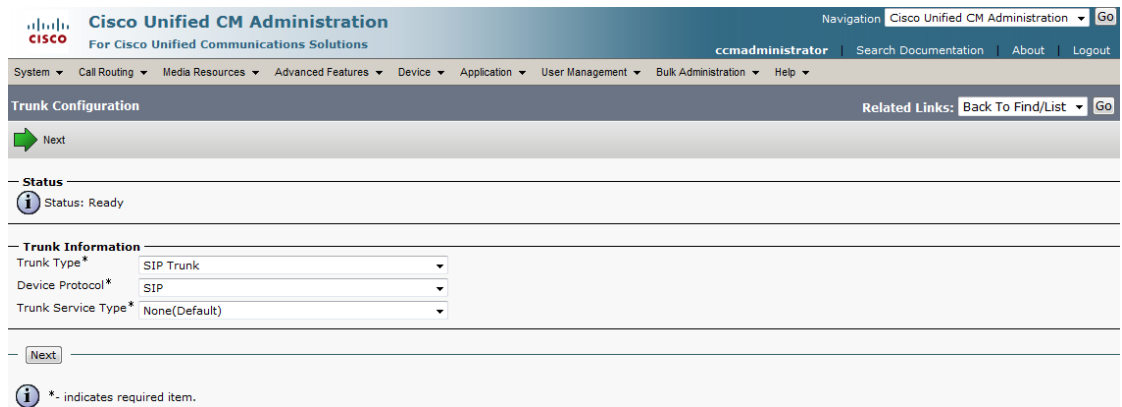 Cisco Unified CM Administration
Navigation Cisco Unified CM Administration Go
CISCO
For Cisco Unified Communications Solutions
ccmadministrator | Search Documentation | About | Logout
System Call Routing Media Resources Advanced Features Device Application User Management Bulk Administration Help
Trunk Configuration
Related Links: Back To Find/List Go
Next
Status
Status: Ready
Trunk Information
Trunk Type* SIP Trunk
Device Protocol* SIP
Trunk Service Type* None(Default)
Next
*- indicates required item.